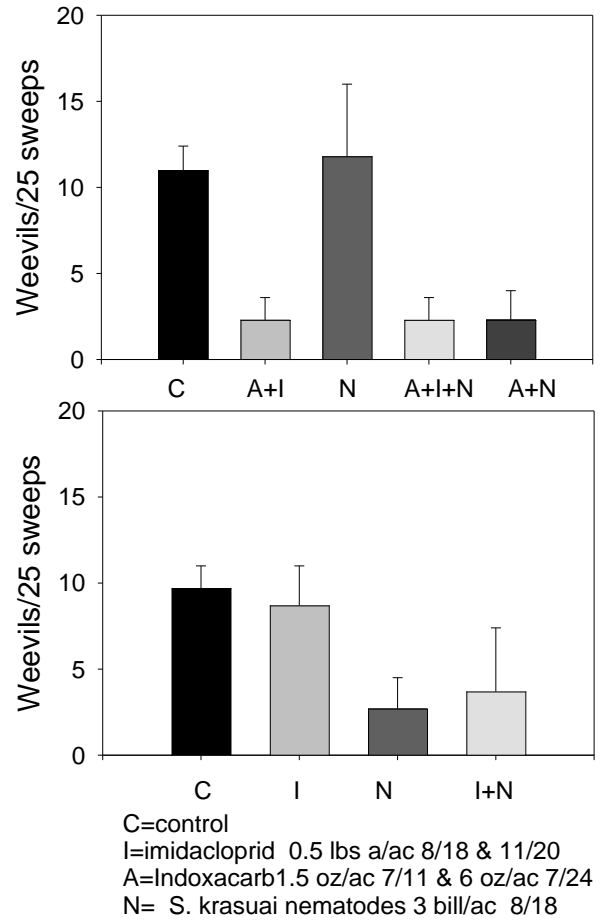 20
15
10
5
0
Weevils/25 sweeps
C A+I N A+I+N A+N
20
15
10
5
0
Weevils/25 sweeps
C I N I+N
C=control
I=imidacloprid 0.5 lbs a/ac 8/18 & 11/20
A=Indoxacarb1.5 oz/ac 7/11 & 6 oz/ac 7/24
N= S. krasuai nematodes 3 bill/ac 8/18